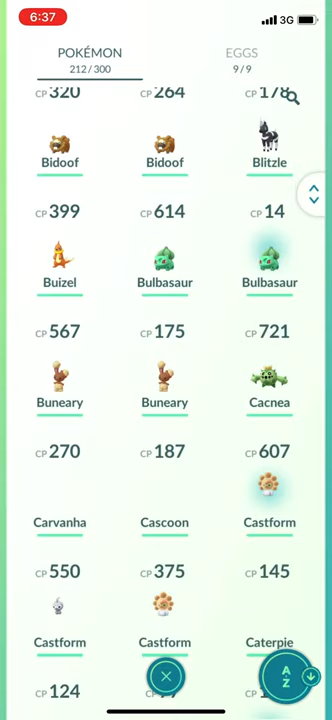 6:37
3G
POKÉMON EGGS
212 / 300 9 / 9
CP 320 CP 264 CP 178
Bidoof Bidoof Blitzle
CP 399 CP 614 CP 14
Buizel Bulbasaur Bulbasaur
CP 567 CP 175 CP 721
Buneary Buneary Cacnea
CP 270 CP 187 CP 607
Carvanha Cascoon Castform
CP 550 CP 375 CP 145
Castform Castform Caterpie
A
Z
CP 124